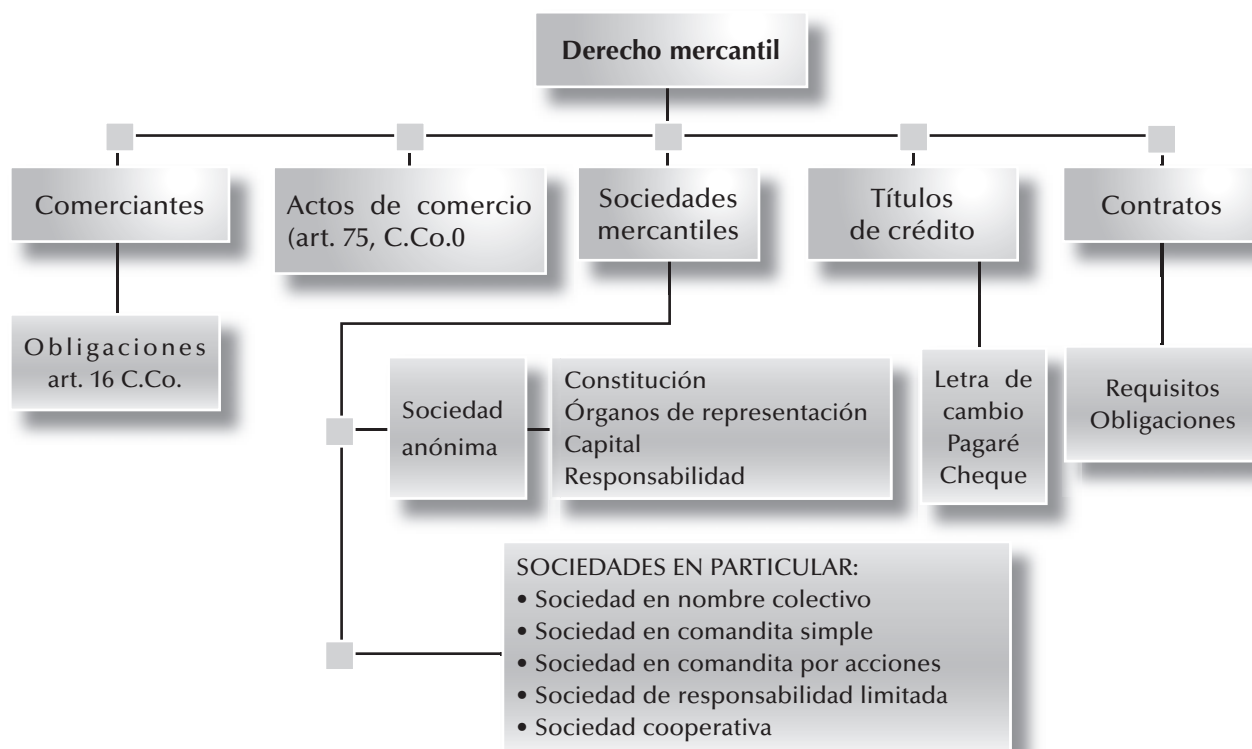 Derecho mercantil
Comerciantes
Actos de comercio
(art. 75, C.Co.0
Sociedades
mercantiles
Títulos
de crédito
Contratos
Obligaciones
art. 16 C.Co.
Sociedad
anónima
Constitución
Órganos de representación
Capital
Responsabilidad
Letra de
cambio
Pagaré
Cheque
Requisitos
Obligaciones
SOCIEDADES EN PARTICULAR:
• Sociedad en nombre colectivo
• Sociedad en comandita simple
• Sociedad en comandita por acciones
• Sociedad de responsabilidad limitada
• Sociedad cooperativa